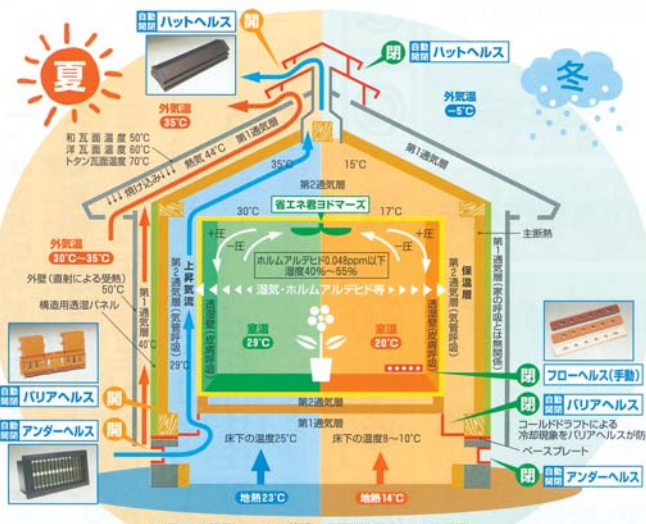 自動開閉 ハットヘルス 開
閉 自動開閉 ハットヘルス
夏
冬
外気温
35℃
外気温
-5℃
和瓦面温度50℃
洋瓦面温度60℃
トタン瓦面温度70℃
↓↓↓焼け込み↓↓↓
熱気44℃
第1通気層
第1通気層
35℃
15℃
第2通気層
30℃
17℃
省エネ君ヨドマーズ
+圧
-圧
+圧
-圧
ホルムアルデヒド0.048ppm以下
湿度40%〜55%
湿気・ホルムアルデヒド等
主断熱
外気温
30℃〜35℃
外壁(直射による受熱)
50℃
構造用透湿パネル
第1通気層
40℃
上昇気流
第2通気層(気管呼吸)
29℃
透湿壁(皮膚呼吸)
室温
29℃
室温
20℃
透湿壁(皮膚呼吸)
保温層
第2通気層(気管呼吸)
第1通気層(家の呼吸とは無関係)
自動開閉 バリアヘルス 開
自動開閉 アンダーヘルス 開
閉 フローヘルス(手動)
閉 自動開閉 バリアヘルス
コールドドラフトによる
冷却現象をバリアヘルスが防
ベースプレート
閉 自動開閉 アンダーヘルス
第2通気層
第1通気層
床下の温度25℃
床下の温度8〜10℃
地熱23℃
地熱14℃